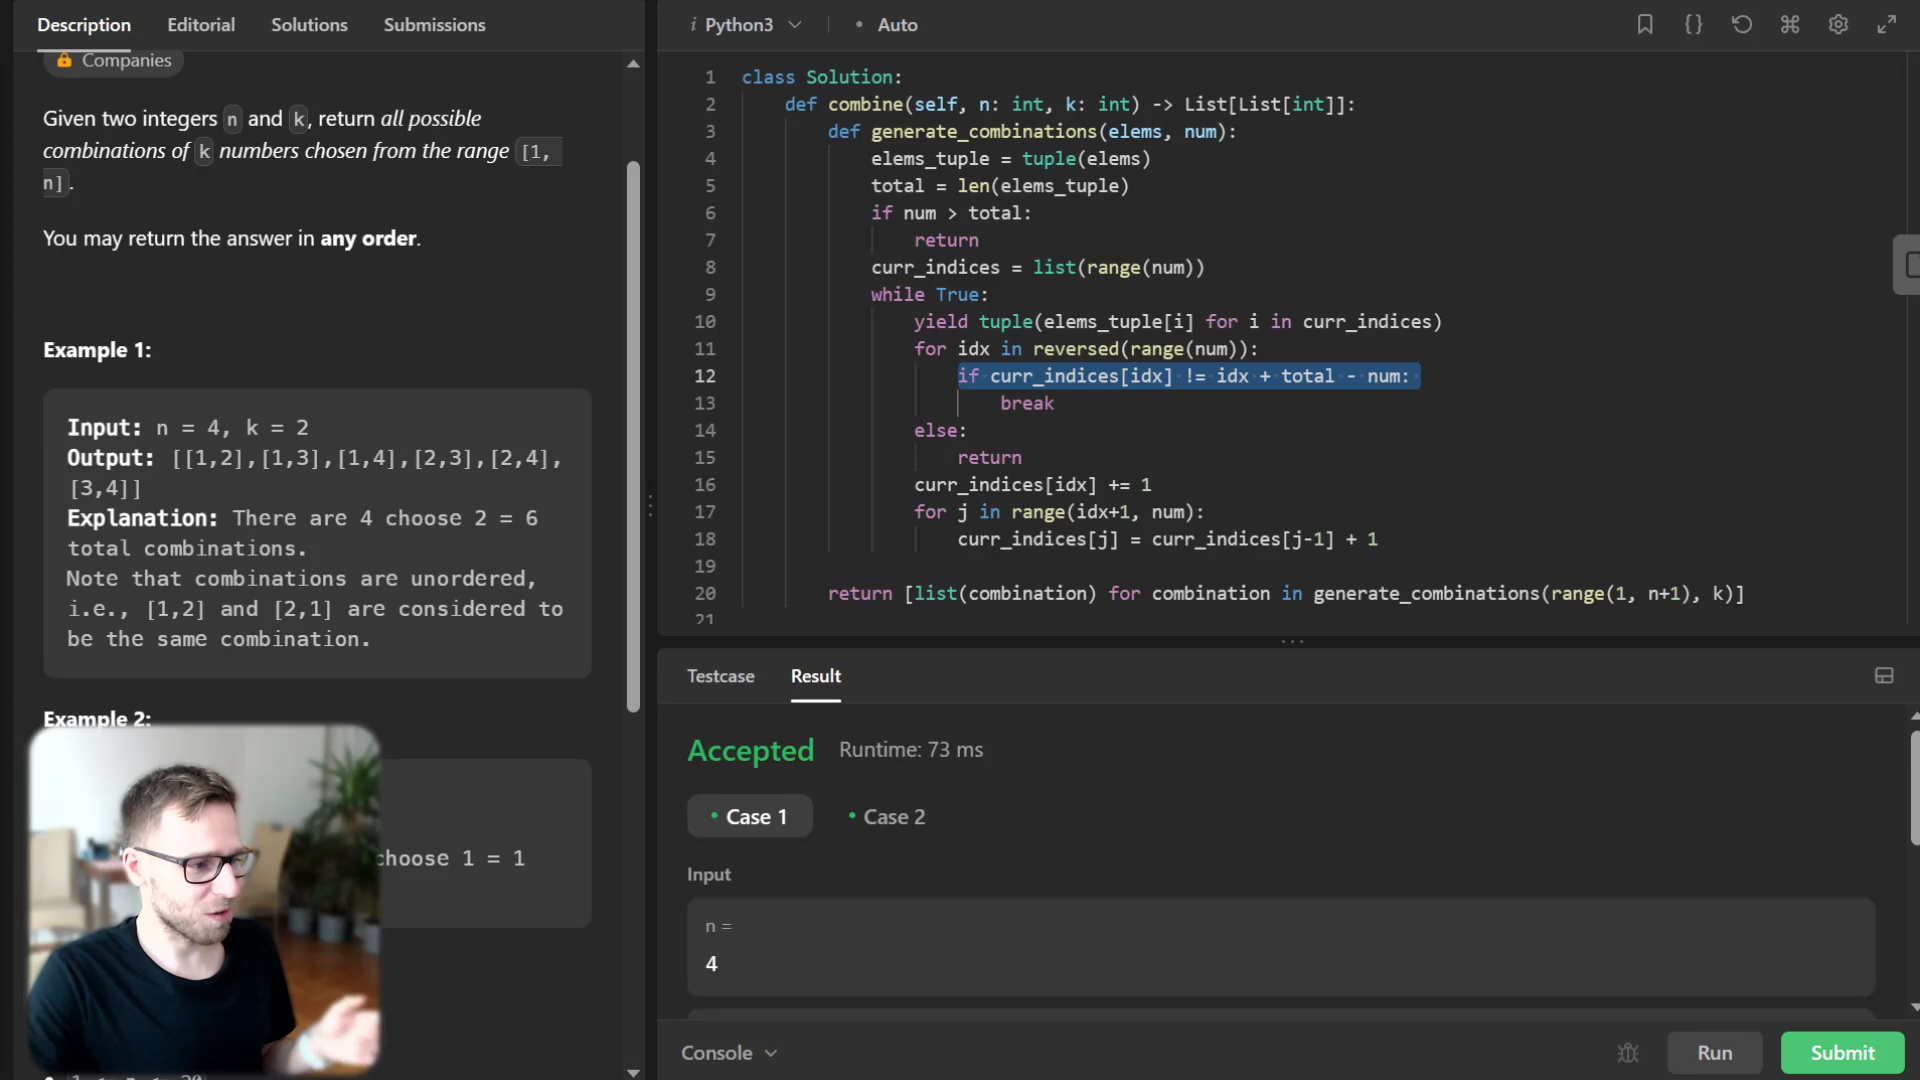 Description Editorial Solutions Submissions
Companies
Given two integers n and k, return all possible
combinations of k numbers chosen from the range [1,
n].
You may return the answer in any order.
Example 1:
Input: n = 4, k = 2
Output: [[1,2],[1,3],[1,4],[2,3],[2,4],
[3,4]]
Explanation: There are 4 choose 2 = 6
total combinations.
Note that combinations are unordered,
i.e., [1,2] and [2,1] are considered to
be the same combination.
Example 2:
choose 1 = 1
i Python3 • Auto
1 class Solution:
2 def combine(self, n: int, k: int) -> List[List[int]]:
3 def generate_combinations(elems, num):
4 elems_tuple = tuple(elems)
5 total = len(elems_tuple)
6 if num > total:
7 return
8 curr_indices = list(range(num))
9 while True:
10 yield tuple(elems_tuple[i] for i in curr_indices)
11 for idx in reversed(range(num)):
12 if curr_indices[idx] != idx + total - num:
13 break
14 else:
15 return
16 curr_indices[idx] += 1
17 for j in range(idx+1, num):
18 curr_indices[j] = curr_indices[j-1] + 1
19
20 return [list(combination) for combination in generate_combinations(range(1, n+1), k)]
21
Testcase Result
Accepted Runtime: 73 ms
• Case 1 • Case 2
Input
n =
4
Console Run Submit